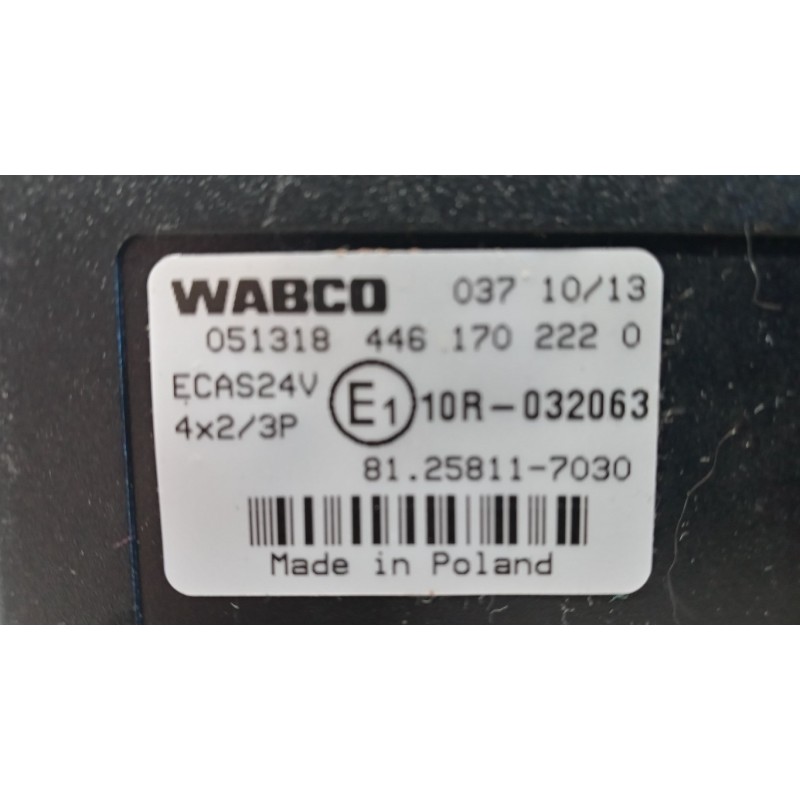 WABCO 037 10/13
051318 446 170 222 0
ECAS24V
4x2/3P
E1 10R-032063
81.25811-7030
Made in Poland